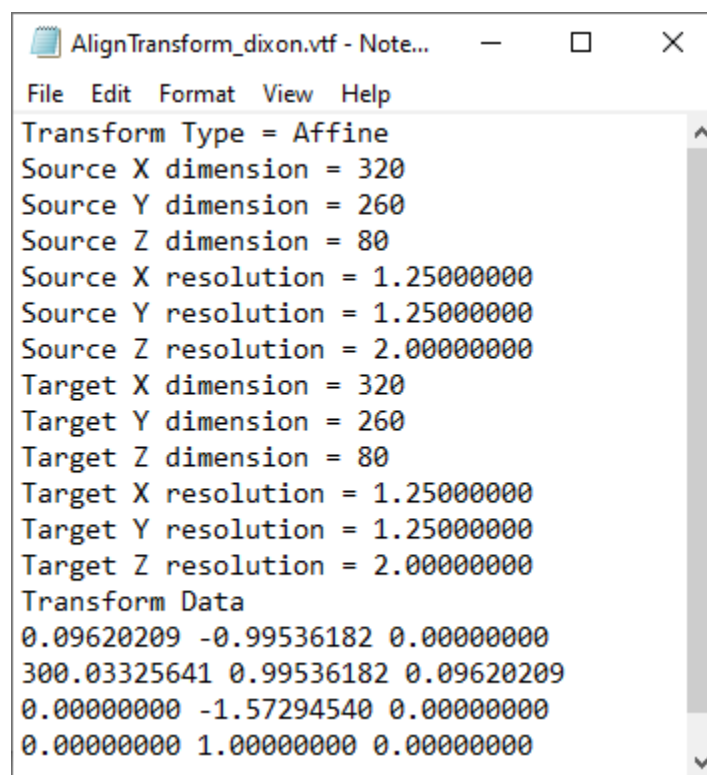 AlignTransform_dixon.vtf - Note...
File Edit Format View Help
Transform Type = Affine
Source X dimension = 320
Source Y dimension = 260
Source Z dimension = 80
Source X resolution = 1.25000000
Source Y resolution = 1.25000000
Source Z resolution = 2.00000000
Target X dimension = 320
Target Y dimension = 260
Target Z dimension = 80
Target X resolution = 1.25000000
Target Y resolution = 1.25000000
Target Z resolution = 2.00000000
Transform Data
0.09620209 -0.99536182 0.00000000
300.03325641 0.99536182 0.09620209
0.00000000 -1.57294540 0.00000000
0.00000000 1.00000000 0.00000000